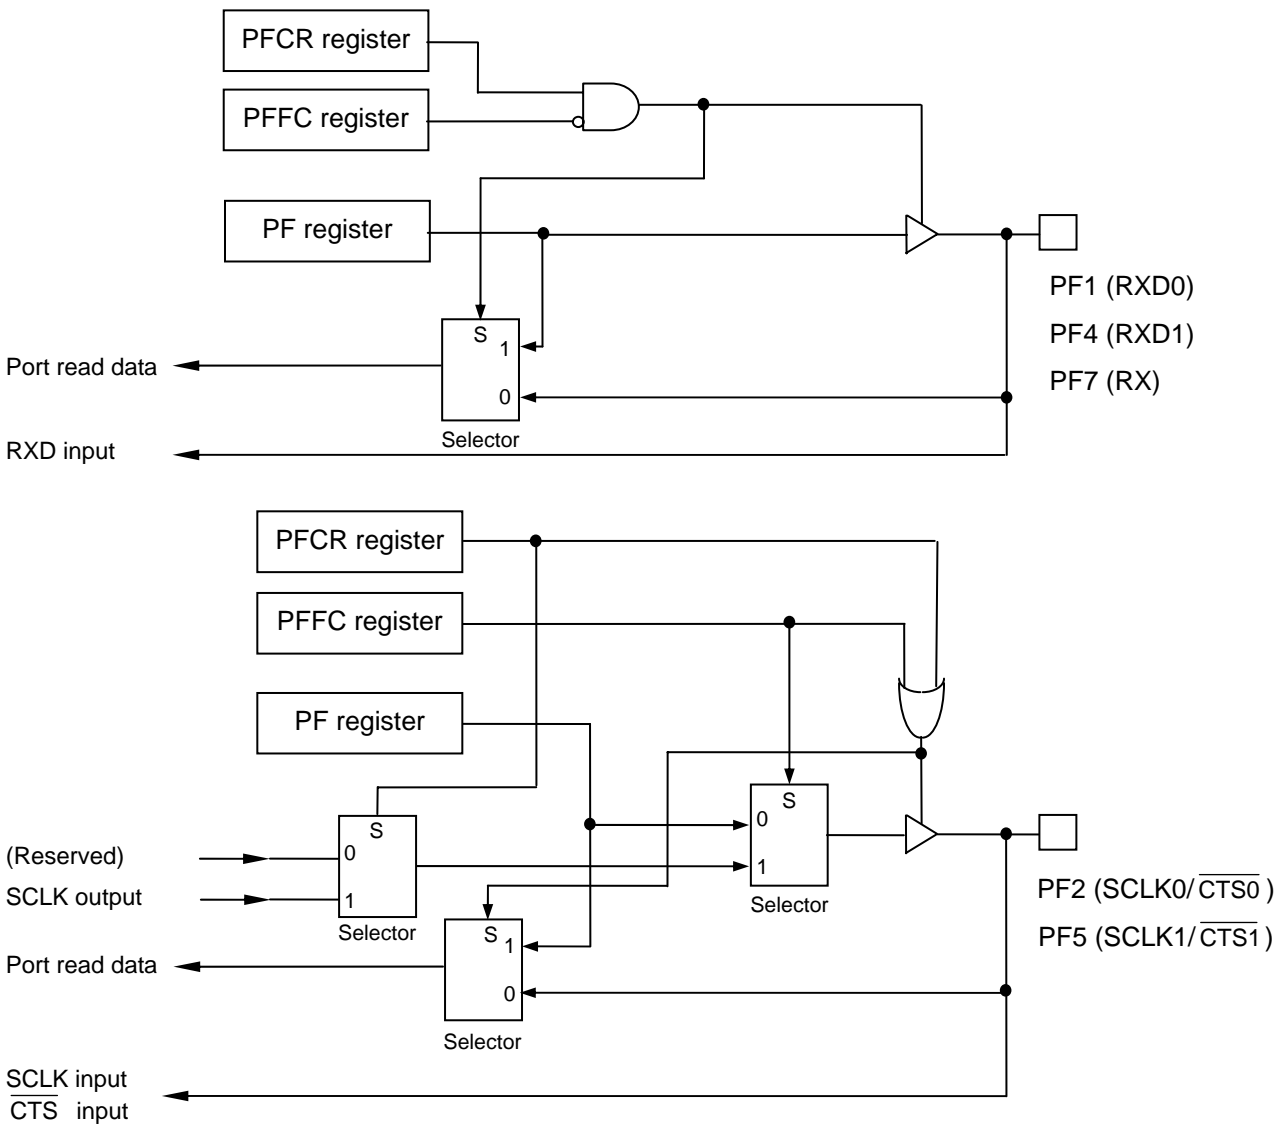 PFCR register
PFFC register
PF register
PF1 (RXD0)
PF4 (RXD1)
PF7 (RX)
S
1
0
Selector
Port read data
RXD input
PFCR register
PFFC register
PF register
S
0
1
Selector
S
0
1
Selector
(Reserved)
SCLK output
PF2 (SCLK0/CTS0)
PF5 (SCLK1/CTS1)
S
1
0
Selector
Port read data
SCLK input
CTS input